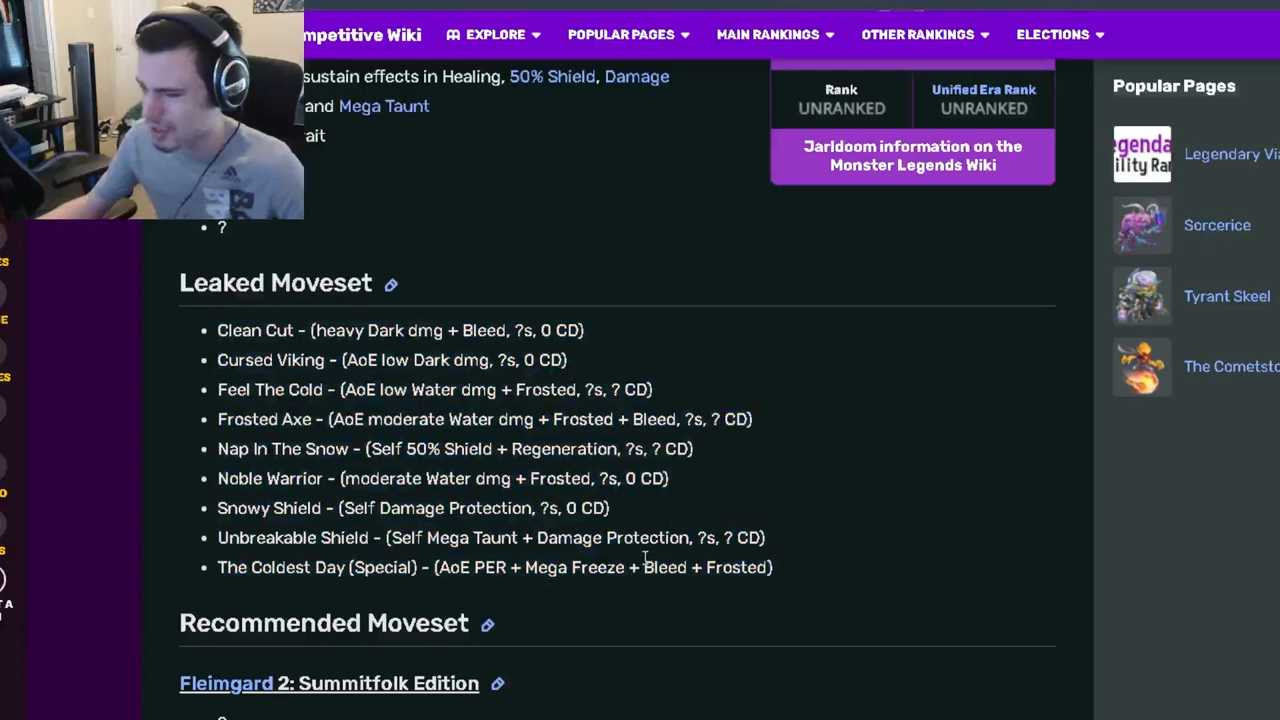 mpetitive Wiki EXPLORE POPULAR PAGES MAIN RANKINGS OTHER RANKINGS ELECTIONS
sustain effects in Healing, 50% Shield, Damage
and Mega Taunt
ait
Rank
UNRANKED
Unified Era Rank
UNRANKED
Jarldoom information on the
Monster Legends Wiki
• ?
Leaked Moveset
• Clean Cut - (heavy Dark dmg + Bleed, ?s, 0 CD)
• Cursed Viking - (AoE low Dark dmg, ?s, 0 CD)
• Feel The Cold - (AoE low Water dmg + Frosted, ?s, ? CD)
• Frosted Axe - (AoE moderate Water dmg + Frosted + Bleed, ?s, ? CD)
• Nap In The Snow - (Self 50% Shield + Regeneration, ?s, ? CD)
• Noble Warrior - (moderate Water dmg + Frosted, ?s, 0 CD)
• Snowy Shield - (Self Damage Protection, ?s, 0 CD)
• Unbreakable Shield - (Self Mega Taunt + Damage Protection, ?s, ? CD)
• The Coldest Day (Special) - (AoE PER + Mega Freeze + Bleed + Frosted)
Recommended Moveset
Fleimgard 2: Summitfolk Edition
Popular Pages
egenda
ility Ra
Legendary Vi
Sorcerice
Tyrant Skeel
The Cometsto